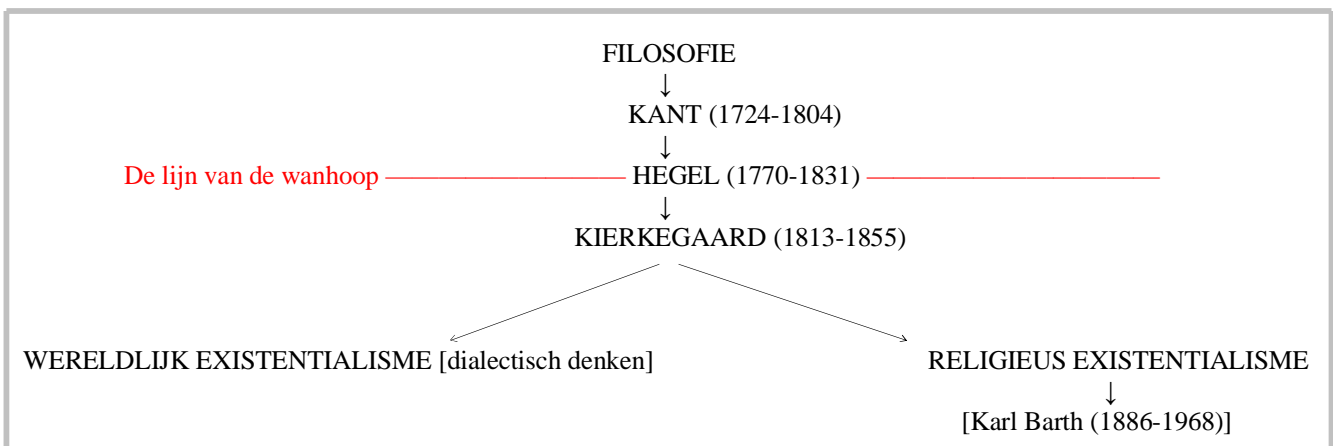 FILOSOFIE
↓
KANT (1724-1804)
↓
De lijn van de wanhoop ——————— HEGEL (1770-1831) ———————
↓
KIERKEGAARD (1813-1855)
WERELDLIJK EXISTENTIALISME [dialectisch denken] RELIGIEUS EXISTENTIALISME
↓
[Karl Barth (1886-1968)]